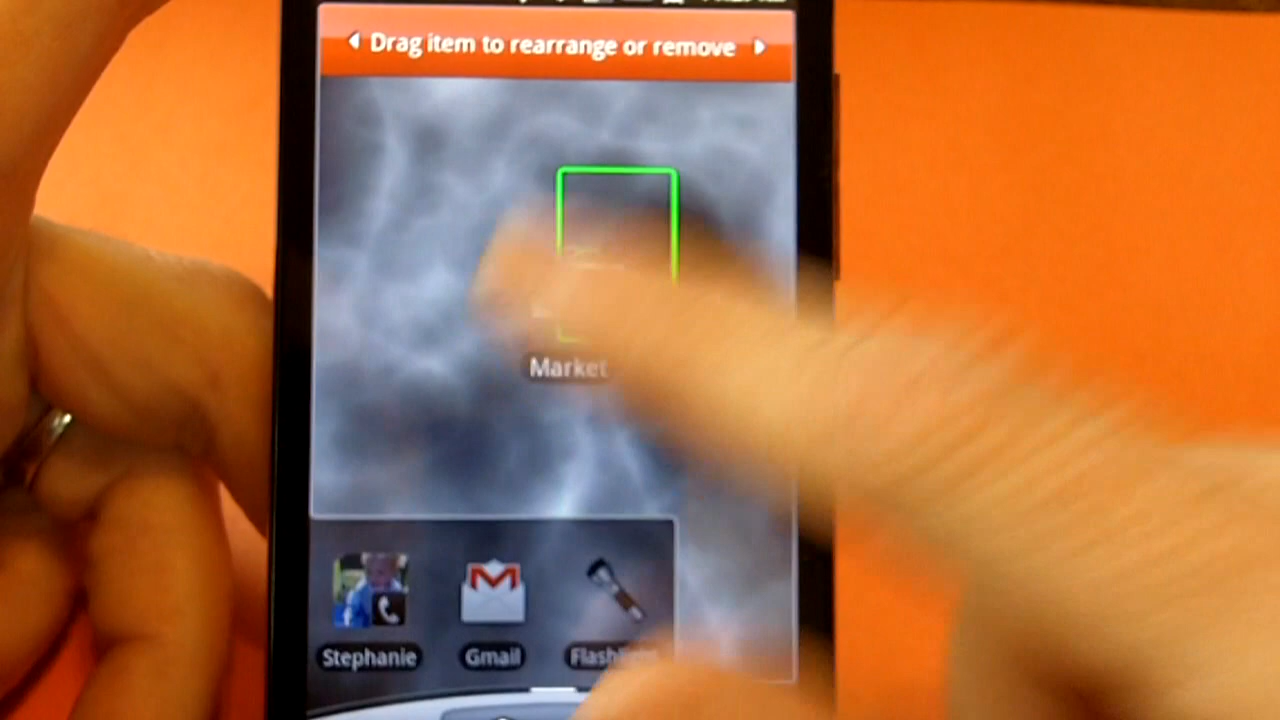 Drag item to rearrange or remove
Market
Stephanie
Gmail